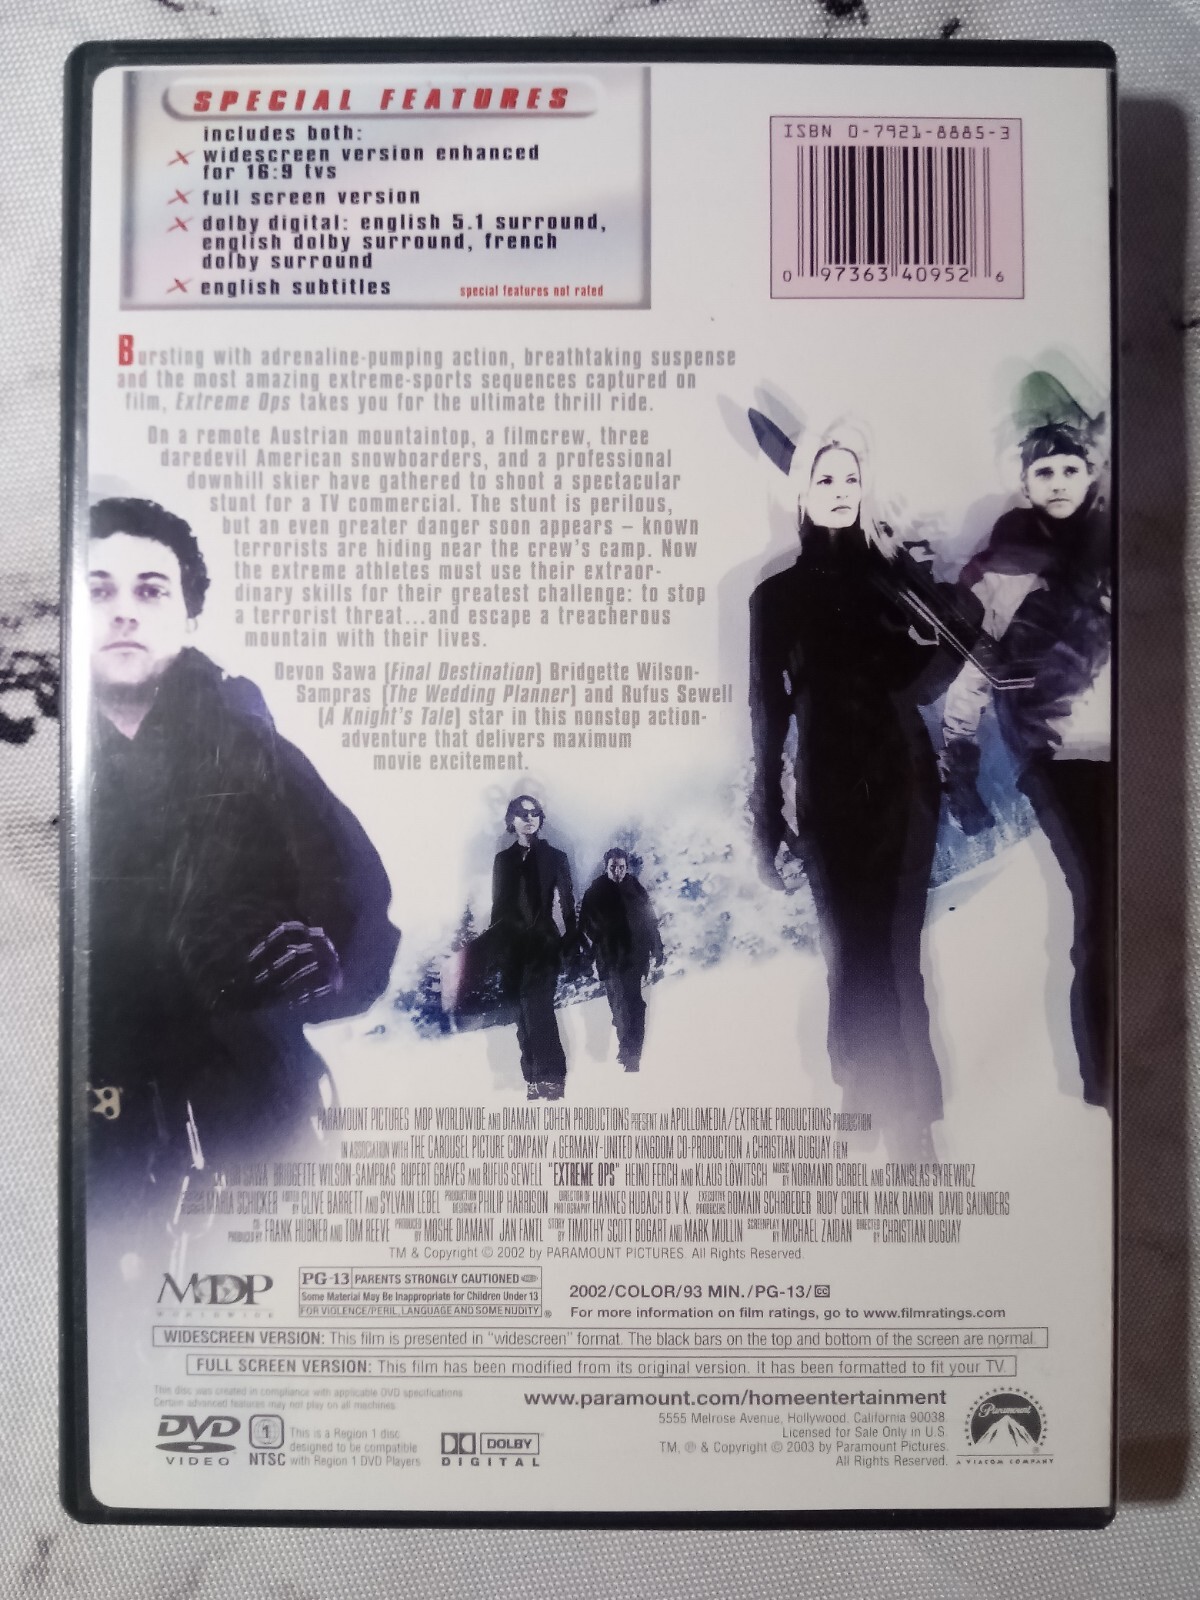 SPECIAL FEATURES
includes both:
widescreen version enhanced
for 16:9 tvs
full screen version
dolby digital: english 5.1 surround,
english dolby surround, french
dolby surround
english subtitles
special features not rated
ISBN 0-7921-8885-3
0 97363 40952 6
Bursting with adrenaline-pumping action, breathtaking suspense
and the most amazing extreme-sports sequences captured on
film, Extreme Ops takes you for the ultimate thrill ride.
On a remote Austrian mountaintop, a filmcrew, three
daredevil American snowboarders, and a professional
downhill skier have gathered to shoot a spectacular
stunt for a TV commercial. The stunt is perilous,
but an even greater danger soon appears – known
terrorists are hiding near the crew's camp. Now
the extreme athletes must use their extraor-
dinary skills for their greatest challenge: to stop
a terrorist threat...and escape a treacherous
mountain with their lives.
Devon Sawa (Final Destination) Bridgette Wilson-
Sampras (The Wedding Planner) and Rufus Sewell
(A Knight's Tale) star in this nonstop action-
adventure that delivers maximum
movie excitement.
PARAMOUNT PICTURES MDP WORLDWIDE AND DIAMANT COHEN PRODUCTIONS PRESENT AN APOLLOMEDIA/EXTREME PRODUCTIONS PRODUCTION
IN ASSOCIATION WITH THE CAROUSEL PICTURE COMPANY A GERMANY-UNITED KINGDOM CO-PRODUCTION A CHRISTIAN DUGUAY FILM
SAWA BRIDGETTE WILSON-SAMPRAS RUPERT GRAVES AND RUFUS SEWELL "EXTREME OPS" HEINO FERCH AND KLAUS LÖWITSCH MUSIC BY NORMAND CORBEIL AND STANISLAS SYREWICZ
MARIA SCHICKER EDITED BY CLIVE BARRETT AND SYLVAIN LEBEL PRODUCTION DESIGNER PHILIP HARRISON DIRECTOR OF PHOTOGRAPHY HANNES HUBACH B.V.K. EXECUTIVE PRODUCERS ROMAIN SCHROEDER RUDY COHEN MARK DAMON DAVID SAUNDERS
CO-PRODUCED BY FRANK HÜBNER AND TOM REEVE PRODUCED BY MOSHE DIAMANT JAN FANTL STORY BY TIMOTHY SCOTT BOGART AND MARK MULLIN SCREENPLAY BY MICHAEL ZAIDAN DIRECTED BY CHRISTIAN DUGUAY
TM & Copyright © 2002 by PARAMOUNT PICTURES. All Rights Reserved.
MDP
WORLDWIDE
PG-13 PARENTS STRONGLY CAUTIONED
Some Material May Be Inappropriate for Children Under 13
FOR VIOLENCE/PERIL, LANGUAGE AND SOME NUDITY ®
2002/COLOR/93 MIN./PG-13/CC
For more information on film ratings, go to www.filmratings.com
WIDESCREEN VERSION: This film is presented in "widescreen" format. The black bars on the top and bottom of the screen are normal.
FULL SCREEN VERSION: This film has been modified from its original version. It has been formatted to fit your TV.
This disc was created in compliance with applicable DVD specifications
Certain advanced features may not play on all machines.
DVD
VIDEO
1
NTSC
This is a Region 1 disc
designed to be compatible
with Region 1 DVD Players
DOLBY
DIGITAL
www.paramount.com/homeentertainment
5555 Melrose Avenue, Hollywood, California 90038.
Licensed for Sale Only in U.S.
TM, ® & Copyright © 2003 by Paramount Pictures.
All Rights Reserved.
Paramount
A VIACOM COMPANY